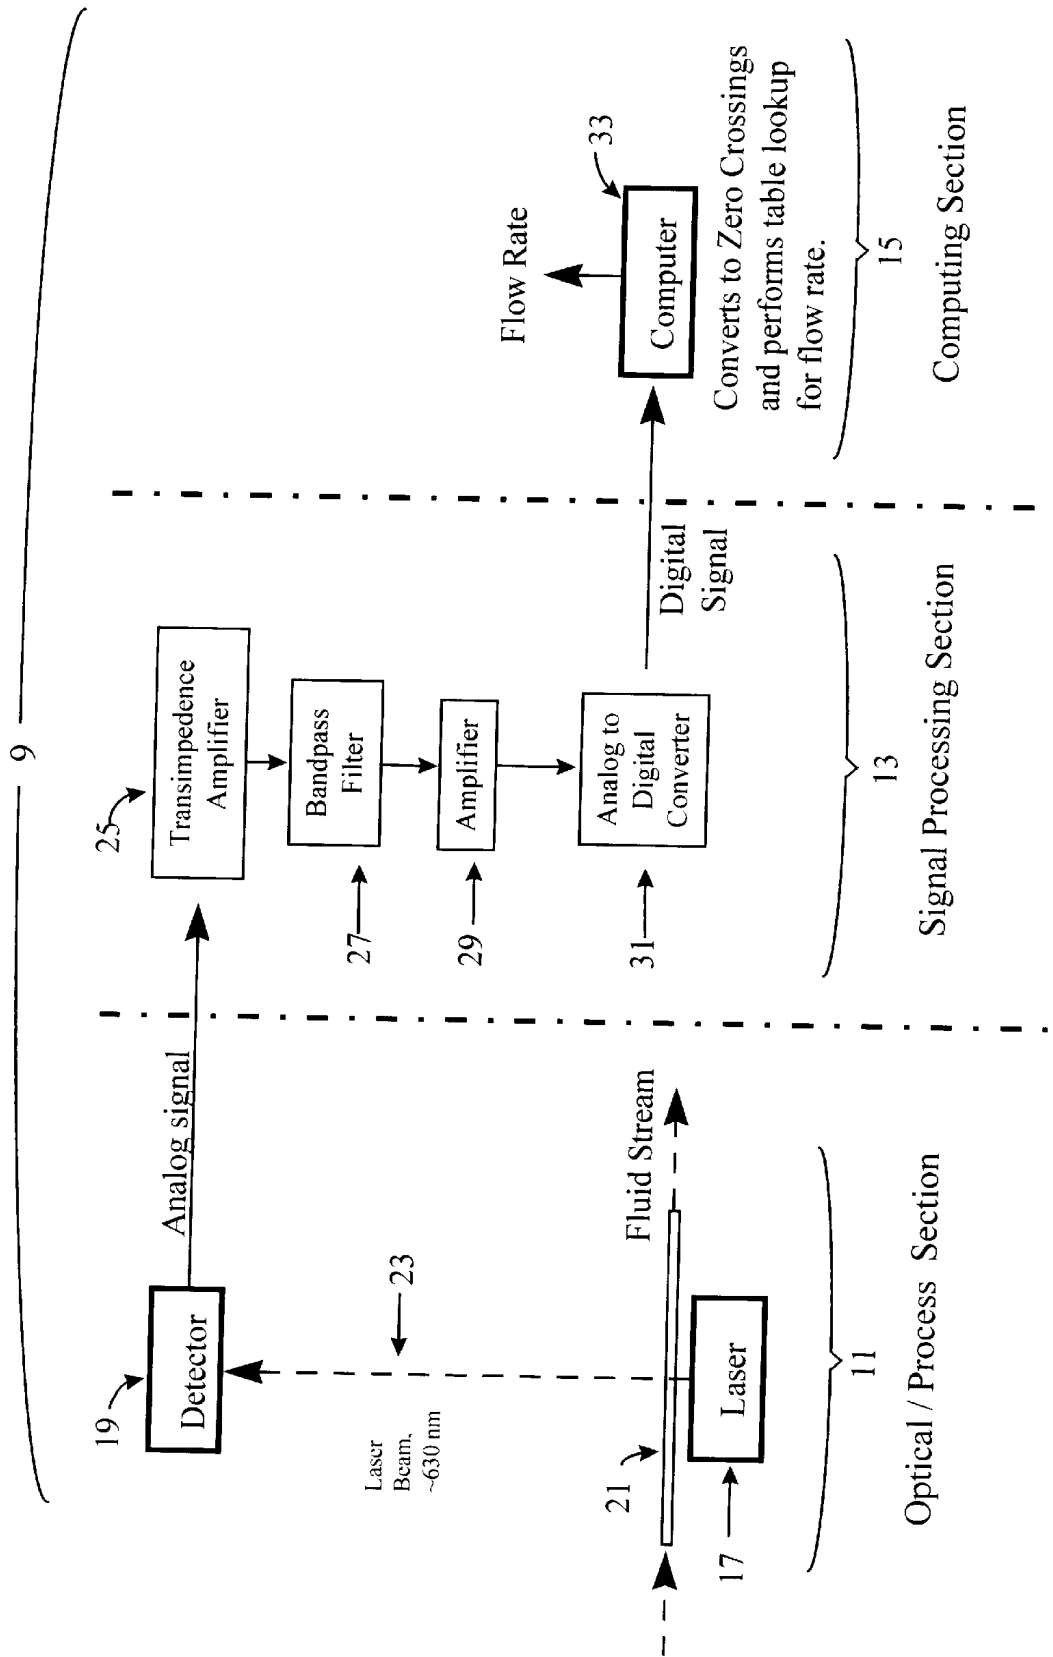 9
19
Detector
Analog signal
Laser
Beam,
~630 nm
23
21
Fluid Stream
17
Laser
11
Optical / Process Section
25
Transimpedence
Amplifier
27
Bandpass
Filter
29
Amplifier
31
Analog to
Digital
Converter
Digital
Signal
13
Signal Processing Section
Flow Rate
33
Computer
Converts to Zero Crossings
and performs table lookup
for flow rate.
15
Computing Section